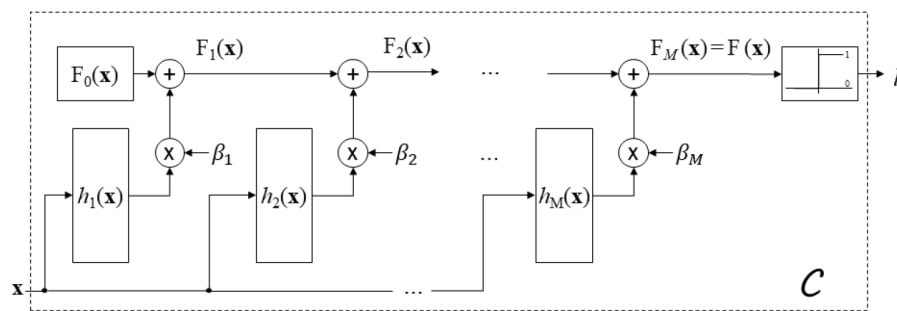 F₁(𝐱)
F₂(𝐱)
F_M(𝐱)=F(𝐱)
F₀(𝐱)
+
+
...
+
1
0
X
β₁
X
β₂
...
X
β_M
h₁(𝐱)
h₂(𝐱)
h_M(𝐱)
𝐱
...
𝒞